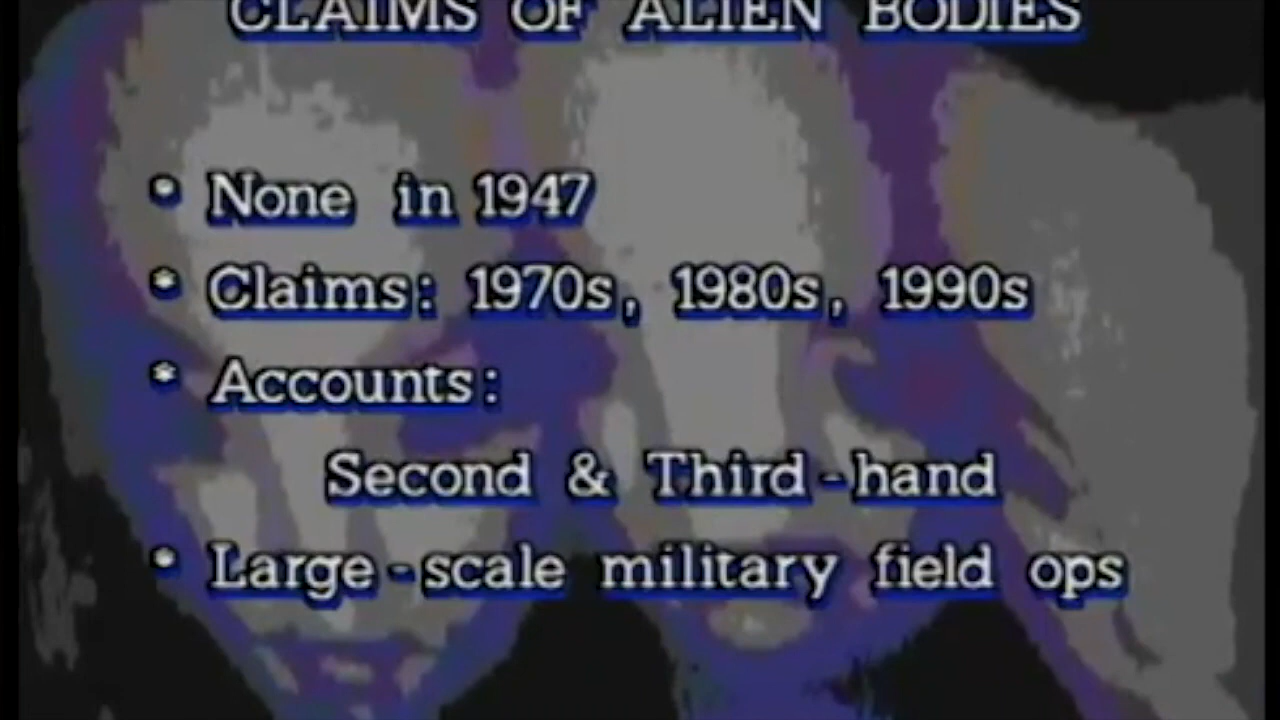 CLAIMS OF ALIEN BODIES
* None in 1947
* Claims: 1970s, 1980s, 1990s
* Accounts:
Second & Third-hand
* Large-scale military field ops